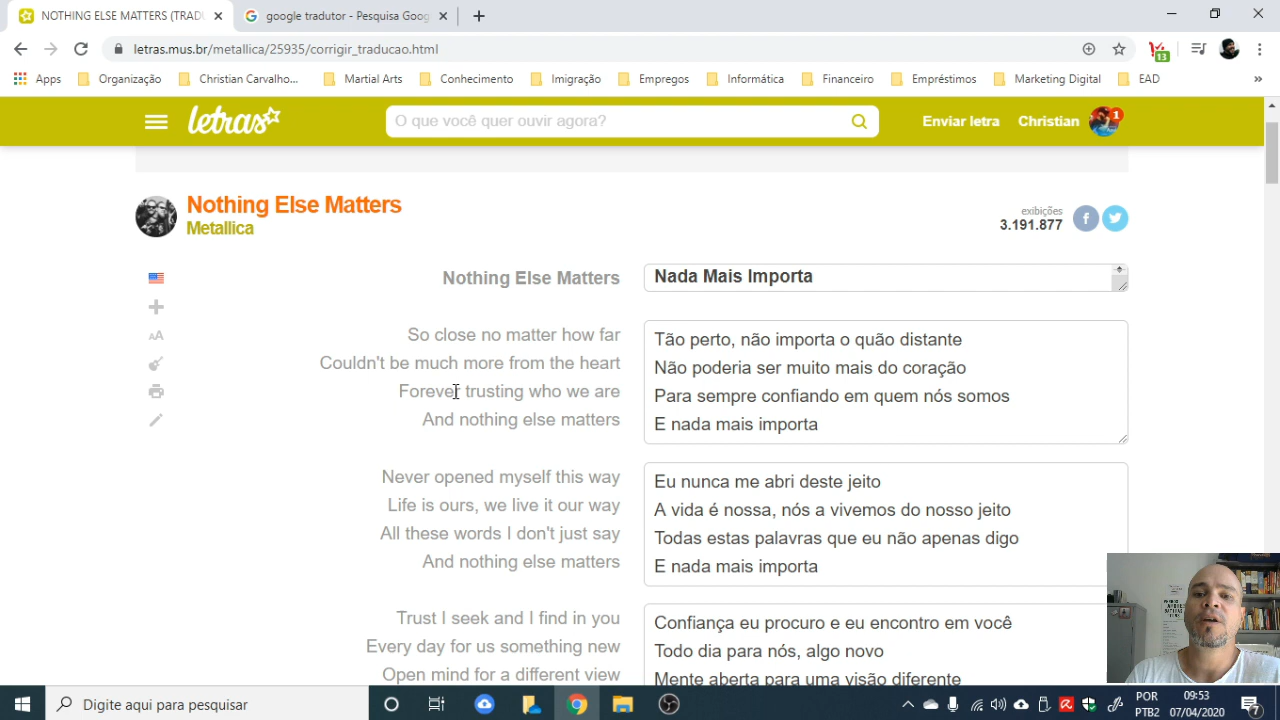 NOTHING ELSE MATTERS (TRADU
google tradutor - Pesquisa Goo
letras.mus.br/metallica/25935/corrigir_traducao.html
13
Apps
Organização
Christian Carvalho...
Martial Arts
Conhecimento
Imigração
Empregos
Informática
Financeiro
Empréstimos
Marketing Digital
EAD
»
letras
O que você quer ouvir agora?
Enviar letra
Christian
1
Nothing Else Matters
Metallica
exibições
3.191.877
Nothing Else Matters
Nada Mais Importa
So close no matter how far
Couldn't be much more from the heart
Forever trusting who we are
And nothing else matters
Tão perto, não importa o quão distante
Não poderia ser muito mais do coração
Para sempre confiando em quem nós somos
E nada mais importa
Never opened myself this way
Life is ours, we live it our way
All these words I don't just say
And nothing else matters
Eu nunca me abri deste jeito
A vida é nossa, nós a vivemos do nosso jeito
Todas estas palavras que eu não apenas digo
E nada mais importa
Trust I seek and I find in you
Every day for us something new
Open mind for a different view
Confiança eu procuro e eu encontro em você
Todo dia para nós, algo novo
Mente aberta para uma visão diferente
AA
Digite aqui para pesquisar
POR
PTB2
09:53
07/04/2020
7